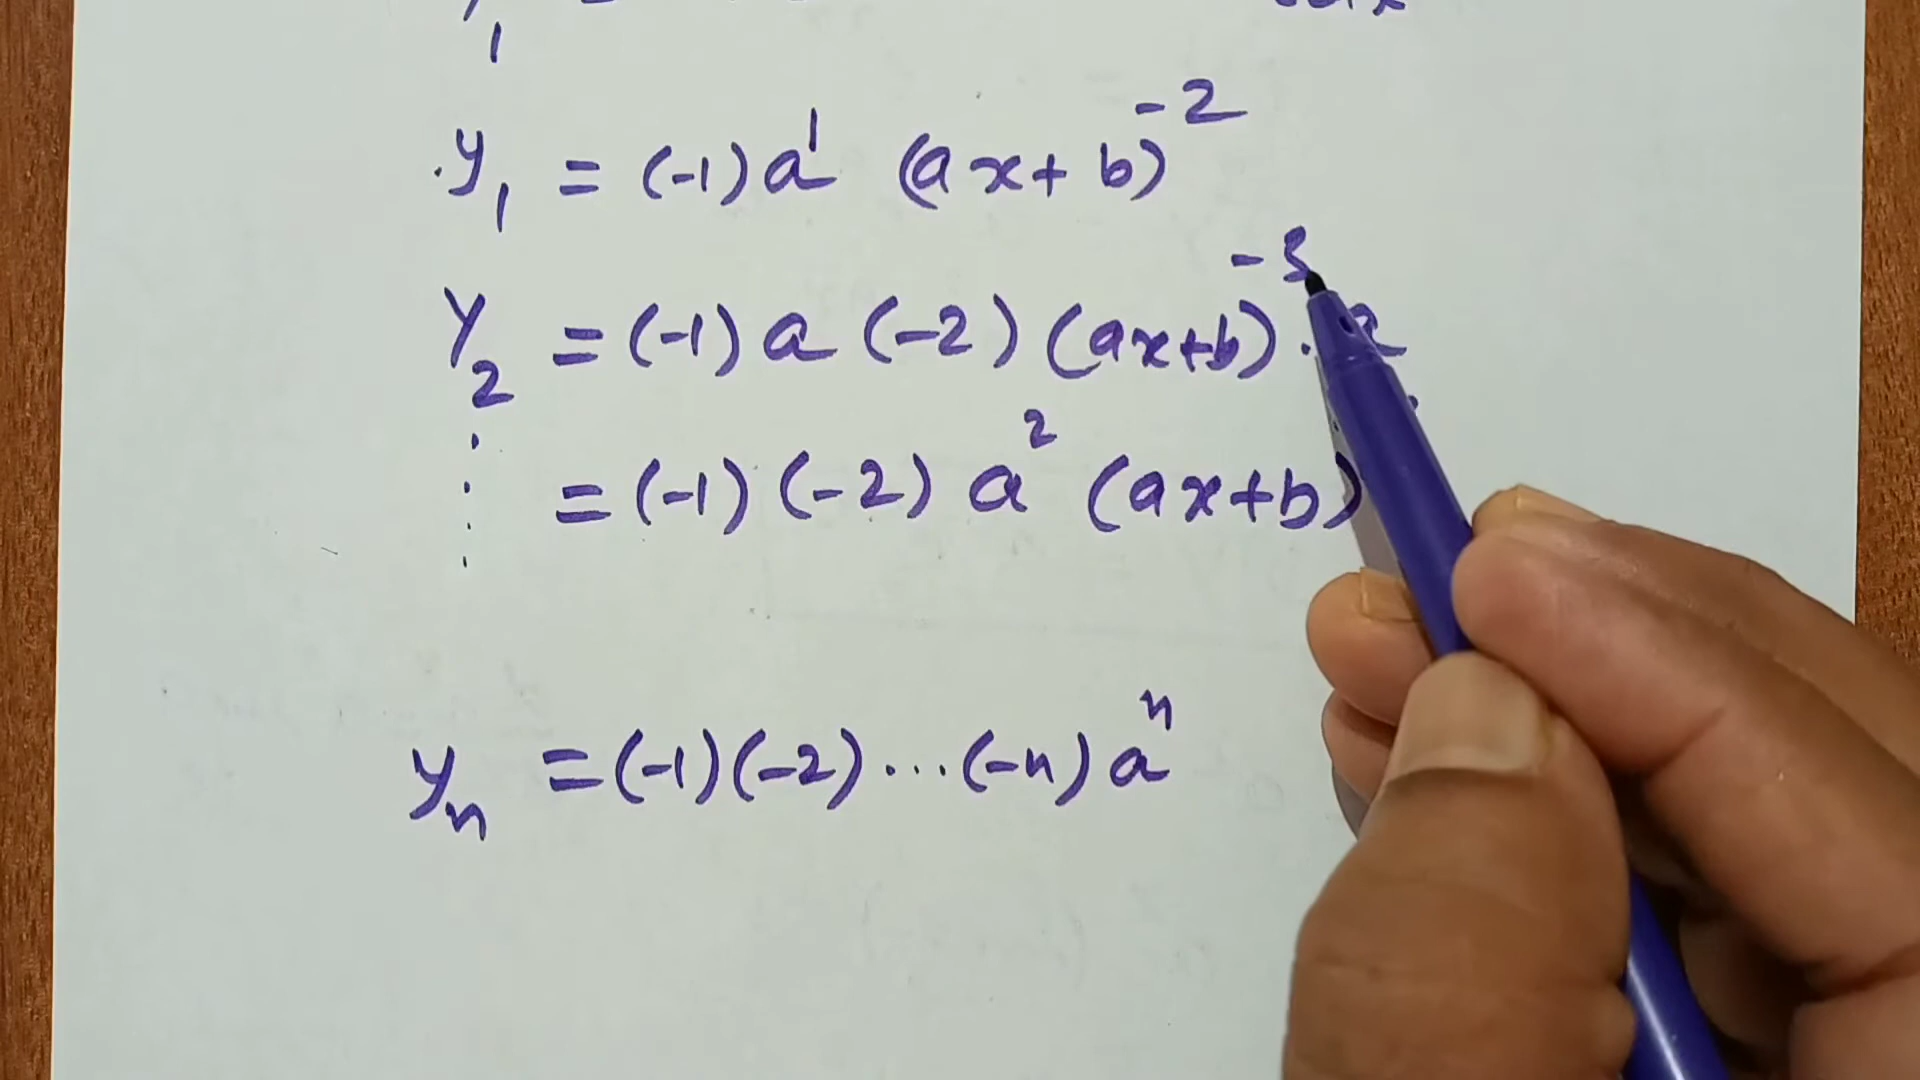 y₁ = (-1) a¹ (ax + b)⁻²
y₂ = (-1) a (-2) (ax+b)⁻³ . a
= (-1) (-2) a² (ax+b)
yₙ = (-1)(-2)...(-n) aⁿ